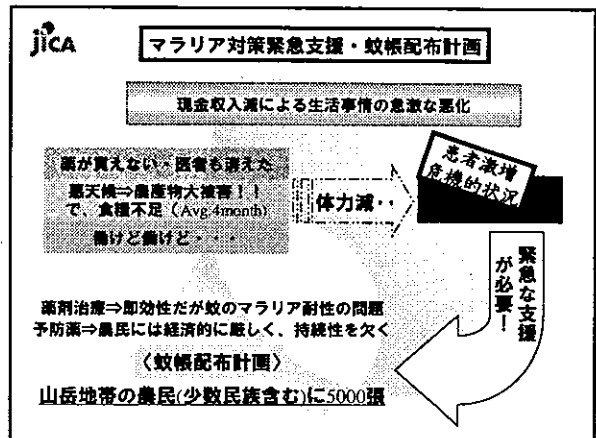 jICA
マラリア対策緊急支援・蚊帳配布計画
現金収入減による生活事情の急激な悪化
薬が買えない・医者も消えた
悪天候⇒農産物大被害!!
で、食糧不足（Avg.4month）
働けど働けど・・・
体力減・・
患者激増
危機的状況
緊急な支援
が必要！
薬剤治療⇒即効性だが蚊のマラリア耐性の問題
予防薬⇒農民には経済的に厳しく、持続性を欠く
〈蚊帳配布計画〉
山岳地帯の農民(少数民族含む)に5000張